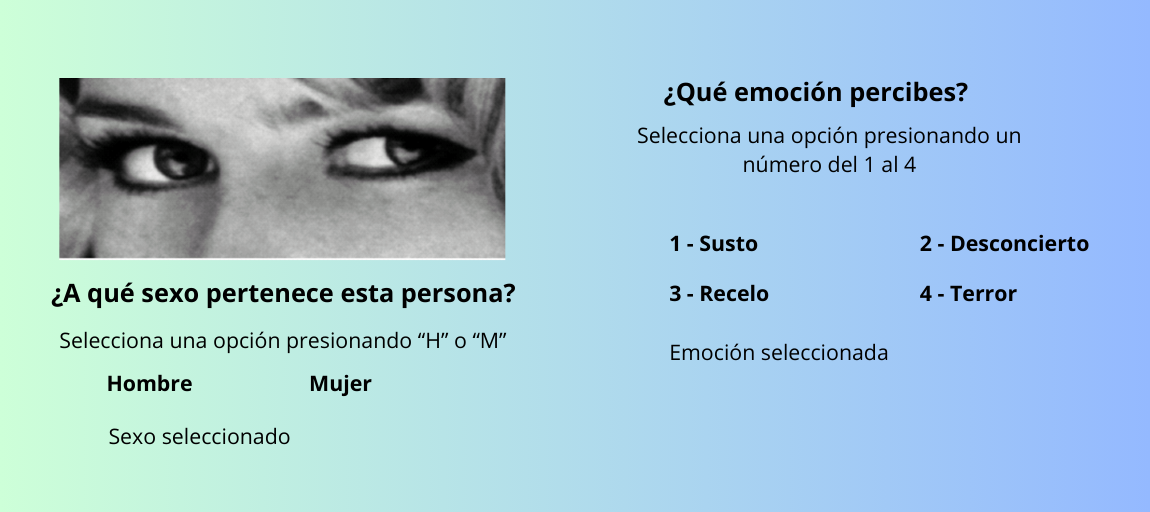 ¿A qué sexo pertenece esta persona?
Selecciona una opción presionando “H” o “M”
Hombre
Mujer
Sexo seleccionado
¿Qué emoción percibes?
Selecciona una opción presionando un
número del 1 al 4
1 - Susto
2 - Desconcierto
3 - Recelo
4 - Terror
Emoción seleccionada